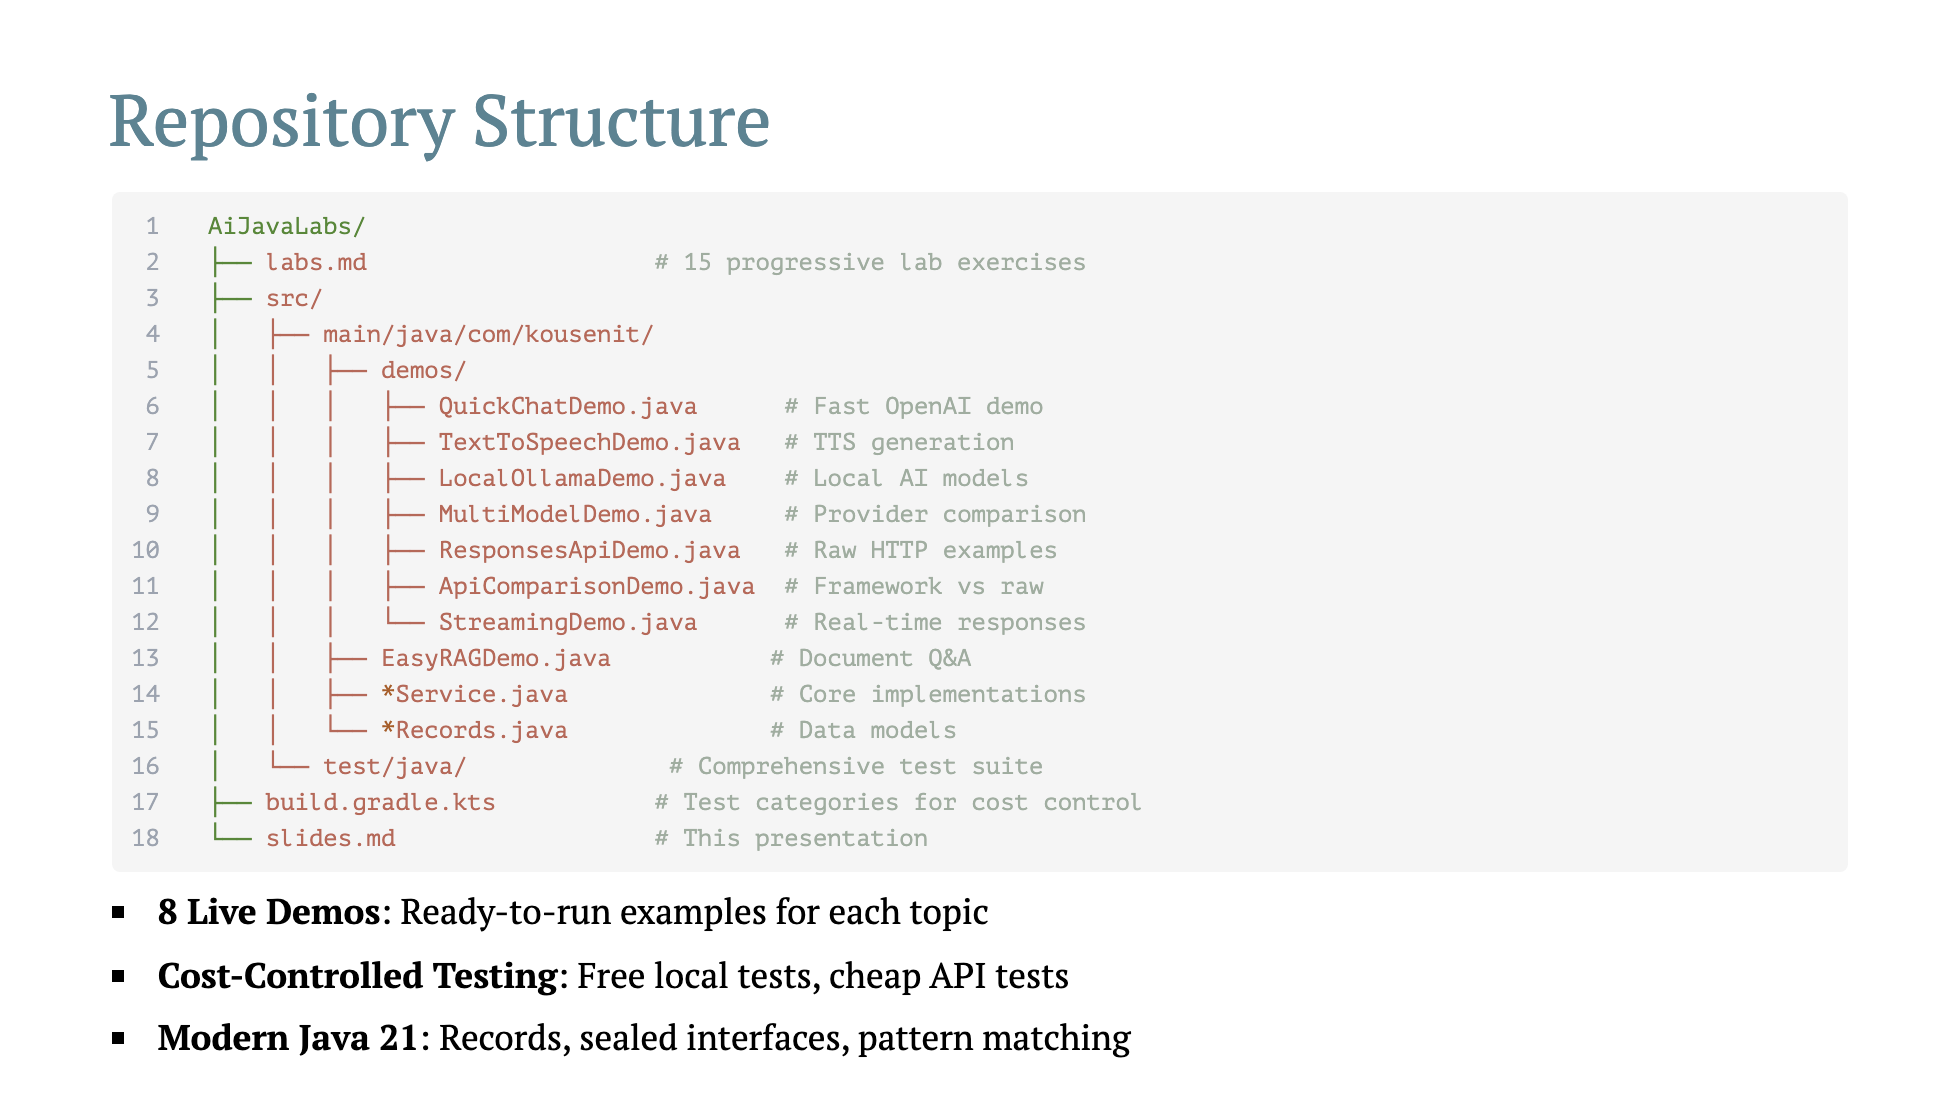 Repository Structure
1 AiJavaLabs/
2 ├── labs.md                    # 15 progressive lab exercises
3 ├── src/
4 │   ├── main/java/com/kousenit/
5 │   │   ├── demos/
6 │   │   │   ├── QuickChatDemo.java      # Fast OpenAI demo
7 │   │   │   ├── TextToSpeechDemo.java   # TTS generation
8 │   │   │   ├── LocalOllamaDemo.java    # Local AI models
9 │   │   │   ├── MultiModelDemo.java     # Provider comparison
10 │   │   │   ├── ResponsesApiDemo.java   # Raw HTTP examples
11 │   │   │   ├── ApiComparisonDemo.java  # Framework vs raw
12 │   │   │   └── StreamingDemo.java      # Real-time responses
13 │   │   ├── EasyRAGDemo.java           # Document Q&A
14 │   │   ├── *Service.java              # Core implementations
15 │   │   └── *Records.java              # Data models
16 │   └── test/java/              # Comprehensive test suite
17 ├── build.gradle.kts           # Test categories for cost control
18 └── slides.md                  # This presentation
▪ 8 Live Demos: Ready-to-run examples for each topic
▪ Cost-Controlled Testing: Free local tests, cheap API tests
▪ Modern Java 21: Records, sealed interfaces, pattern matching